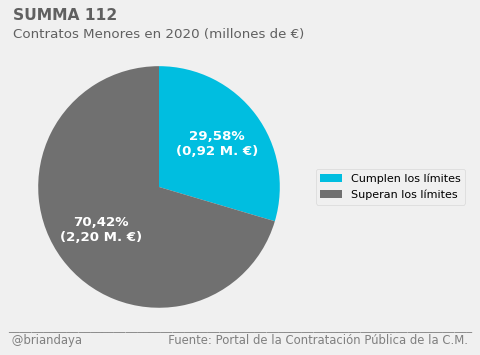 SUMMA 112
Contratos Menores en 2020 (millones de €)
29,58%
(0,92 M. €)
Cumplen los límites
Superan los límites
70,42%
(2,20 M. €)
@briandaya
Fuente: Portal de la Contratación Pública de la C.M.